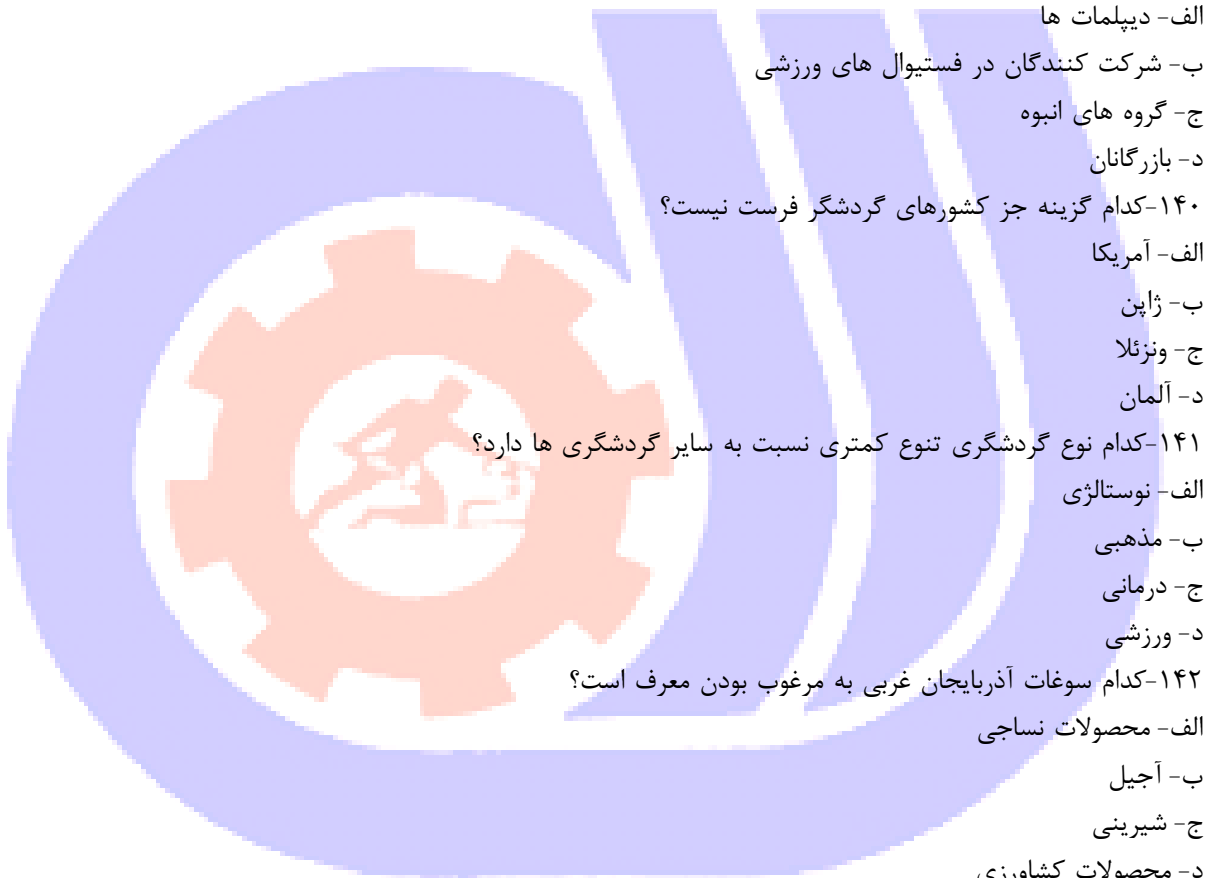 الف- دیپلمات ها
ب- شرکت کنندگان در فستیوال های ورزشی
ج- گروه های انبوه
د- بازرگانان
۱۴۰-کدام گزینه جز کشورهای گردشگر فرست نیست؟
الف- آمریکا
ب- ژاپن
ج- ونزئلا
د- آلمان
۱۴۱-کدام نوع گردشگری تنوع کمتری نسبت به سایر گردشگری ها دارد؟
الف- نوستالژی
ب- مذهبی
ج- درمانی
د- ورزشی
۱۴۲-کدام سوغات آذربایجان غربی به مرغوب بودن معرف است؟
الف- محصولات نساجی
ب- آجیل
ج- شیرینی
د- محصولات کشاورزی